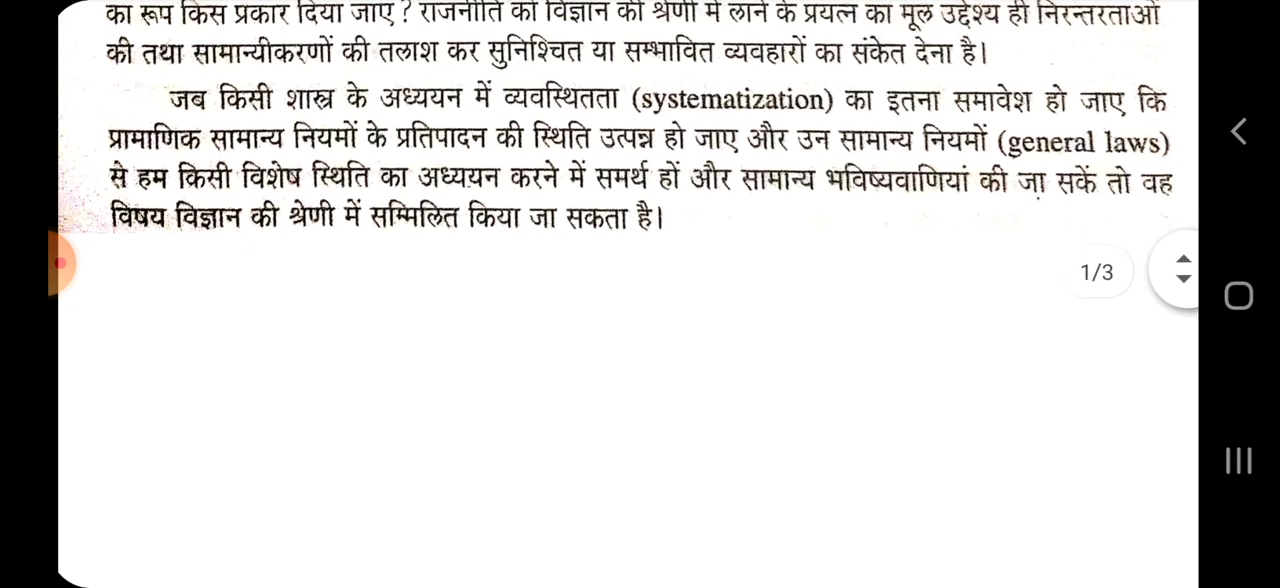 का रूप किस प्रकार दिया जाए ? राजनीति को विज्ञान की श्रेणी में लाने के प्रयत्न का मूल उद्देश्य ही निरन्तरताओं
की तथा सामान्यीकरणों की तलाश कर सुनिश्चित या सम्भावित व्यवहारों का संकेत देना है।
जब किसी शास्त्र के अध्ययन में व्यवस्थितता (systematization) का इतना समावेश हो जाए कि
प्रामाणिक सामान्य नियमों के प्रतिपादन की स्थिति उत्पन्न हो जाए और उन सामान्य नियमों (general laws)
से हम किसी विशेष स्थिति का अध्ययन करने में समर्थ हों और सामान्य भविष्यवाणियां की जा सकें तो वह
विषय विज्ञान की श्रेणी में सम्मिलित किया जा सकता है।
1/3